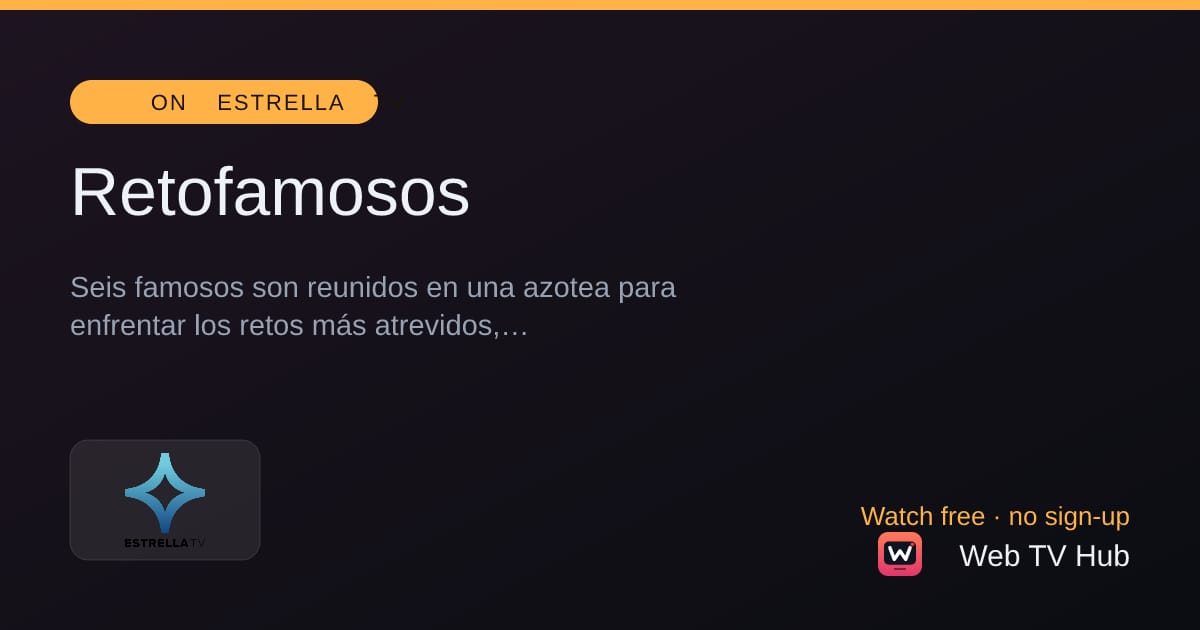 ON ESTRELLA
Retofamosos
Seis famosos son reunidos en una azotea para
enfrentar los retos más atrevidos,…
ESTRELLA TV
Watch free · no sign-up
Web TV Hub